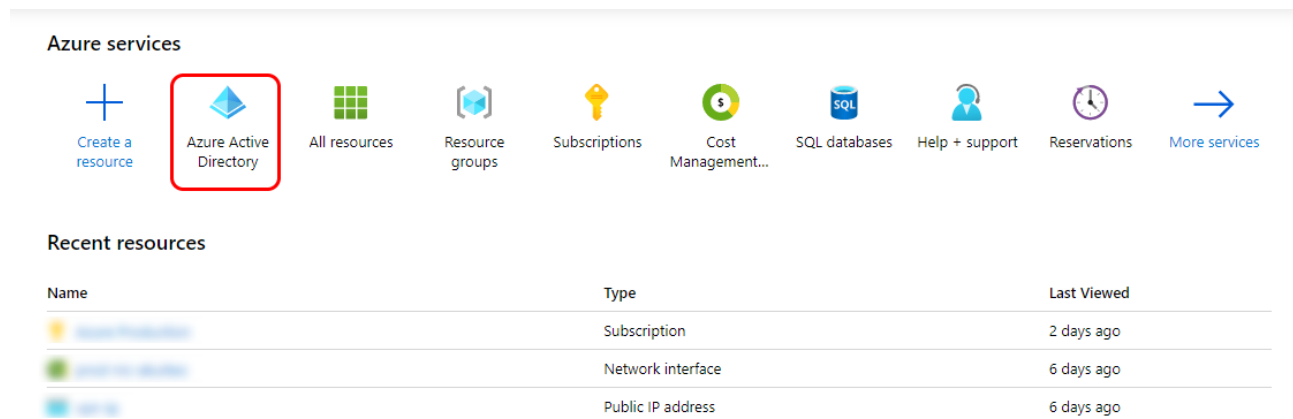 Azure services
Create a
resource
Azure Active
Directory
All resources
Resource
groups
Subscriptions
Cost
Management...
SQL
SQL databases
Help + support
Reservations
More services
Recent resources
Name Type Last Viewed
Subscription 2 days ago
Network interface 6 days ago
Public IP address 6 days ago